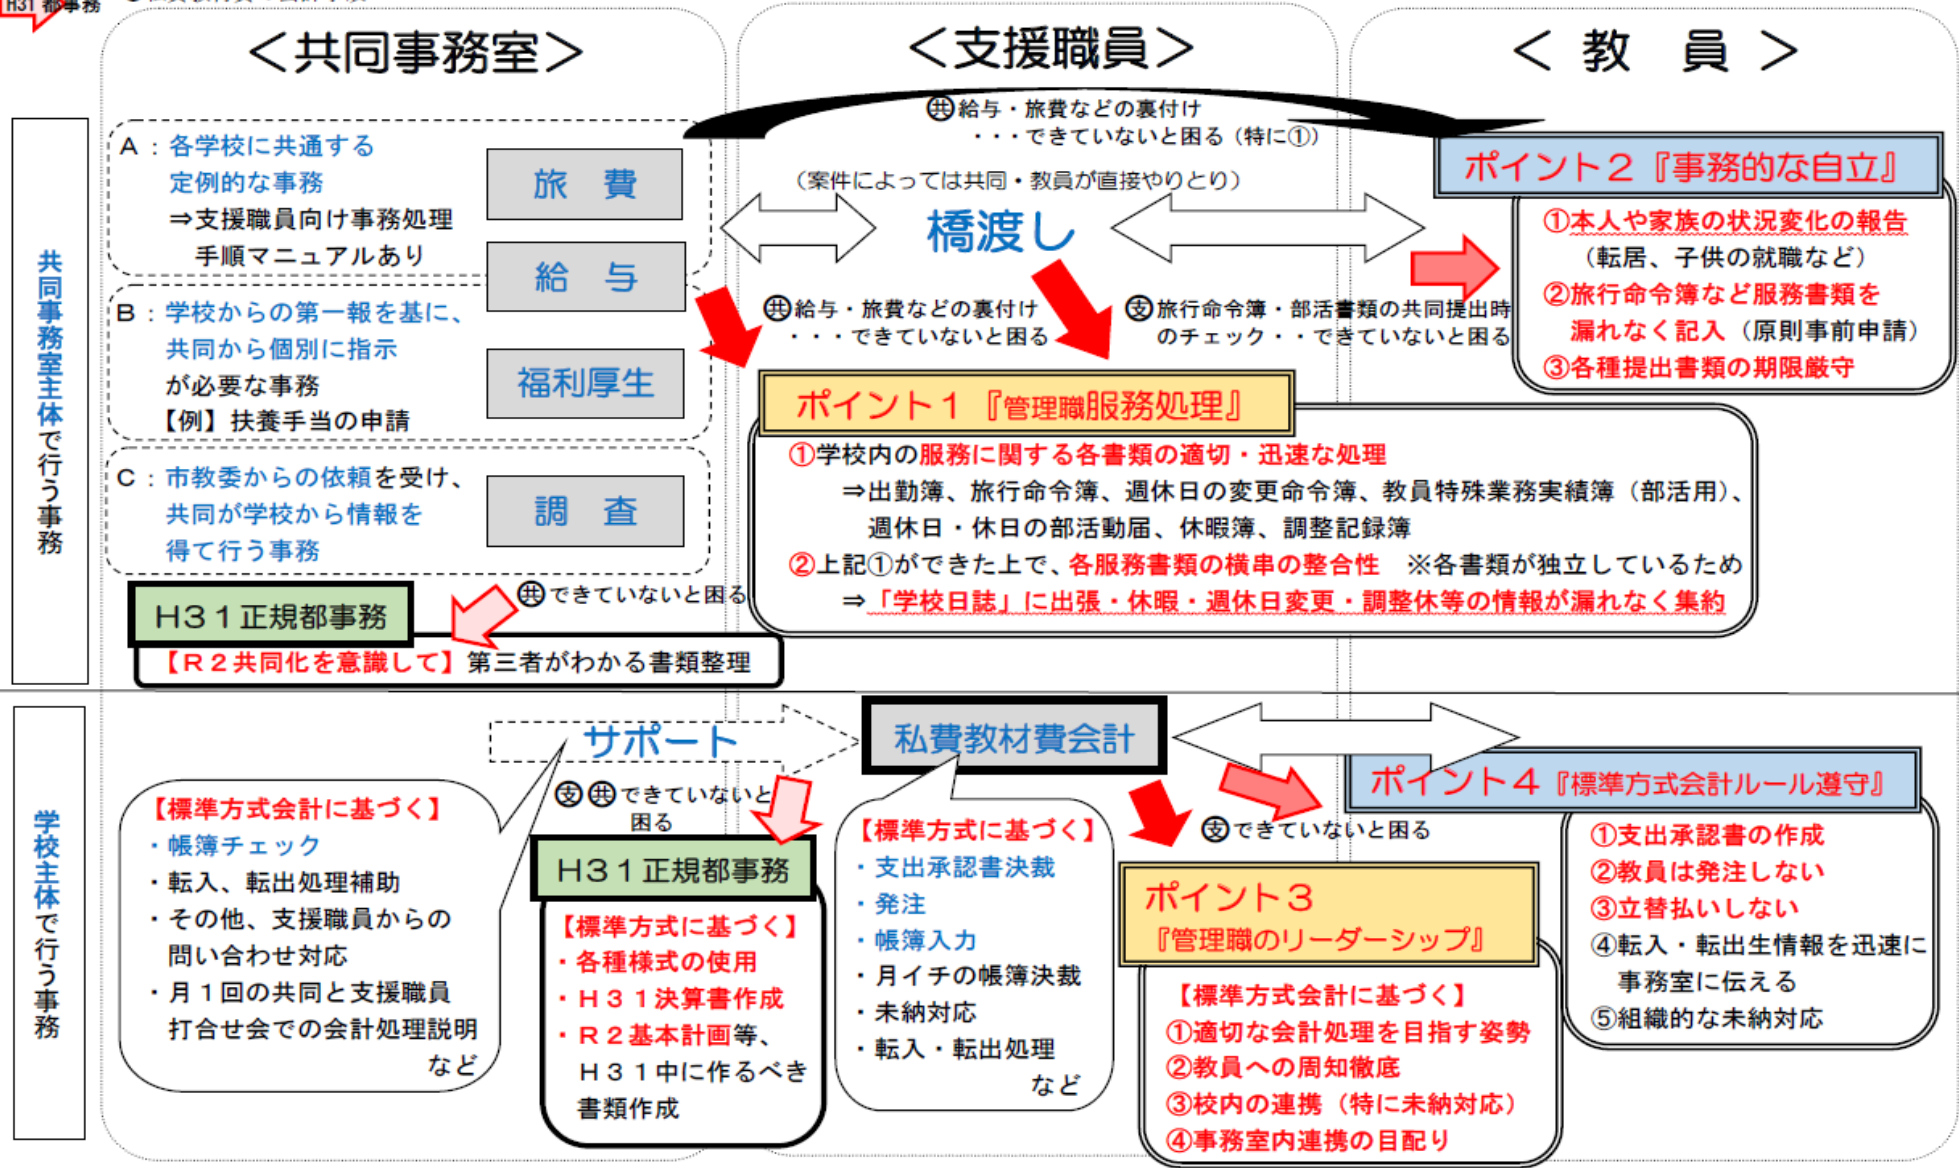 H31 都事務
＜共同事務室＞
＜支援職員＞
＜ 教　員 ＞
共同事務室主体で行う事務
A：各学校に共通する
定例的な事務
⇒支援職員向け事務処理
手順マニュアルあり
旅　費
給　与
B：学校からの第一報を基に、
共同から個別に指示
が必要な事務
【例】扶養手当の申請
福利厚生
C：市教委からの依頼を受け、
共同が学校から情報を
得て行う事務
調　査
㊓給与・旅費などの裏付け
・・・できていないと困る（特に①）
（案件によっては共同・教員が直接やりとり）
橋渡し
共給与・旅費などの裏付け
・・・できていないと困る
支旅行命令簿・部活書類の共同提出時
のチェック・・できていないと困る
ポイント２『事務的な自立』
①本人や家族の状況変化の報告
（転居、子供の就職など）
②旅行命令簿など服務書類を
漏れなく記入（原則事前申請）
③各種提出書類の期限厳守
ポイント１『管理職服務処理』
①学校内の服務に関する各書類の適切・迅速な処理
⇒出勤簿、旅行命令簿、週休日の変更命令簿、教員特殊業務実績簿（部活用）、
週休日・休日の部活動届、休暇簿、調整記録簿
②上記①ができた上で、各服務書類の横串の整合性　※各書類が独立しているため
⇒「学校日誌」に出張・休暇・週休日変更・調整休等の情報が漏れなく集約
共できていないと困る
Ｈ３１正規都事務
【Ｒ２共同化を意識して】第三者がわかる書類整理
学校主体で行う事務
サポート
私費教材費会計
【標準方式会計に基づく】
・帳簿チェック
・転入、転出処理補助
・その他、支援職員からの
問い合わせ対応
・月１回の共同と支援職員
打合せ会での会計処理説明
など
支共できていないと
困る
Ｈ３１正規都事務
【標準方式に基づく】
・各種様式の使用
・Ｈ３１決算書作成
・Ｒ２基本計画等、
Ｈ３１中に作るべき
書類作成
【標準方式に基づく】
・支出承認書決裁
・発注
・帳簿入力
・月イチの帳簿決裁
・未納対応
・転入・転出処理
など
支できていないと困る
ポイント３
『管理職のリーダーシップ』
【標準方式会計に基づく】
①適切な会計処理を目指す姿勢
②教員への周知徹底
③校内の連携（特に未納対応）
④事務室内連携の目配り
ポイント４『標準方式会計ルール遵守』
①支出承認書の作成
②教員は発注しない
③立替払いしない
④転入・転出生情報を迅速に
事務室に伝える
⑤組織的な未納対応